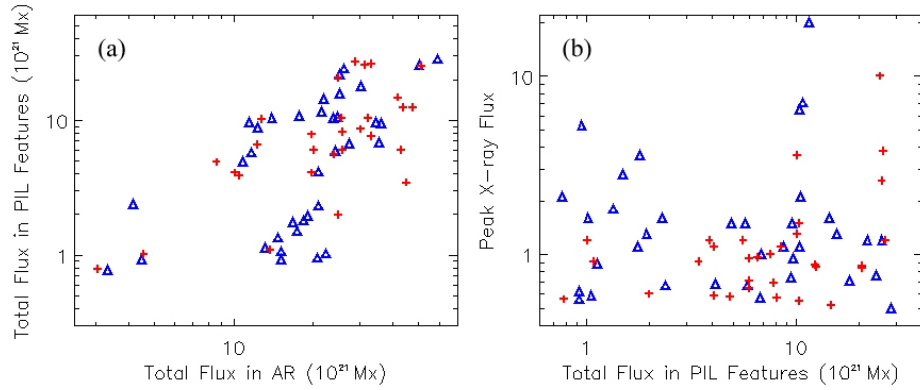 (a)
Total Flux in PIL Features (10²¹ Mx)
10
1
10
Total Flux in AR (10²¹ Mx)
(b)
Peak X-ray Flux
10
1
1
10
Total Flux in PIL Features (10²¹ Mx)